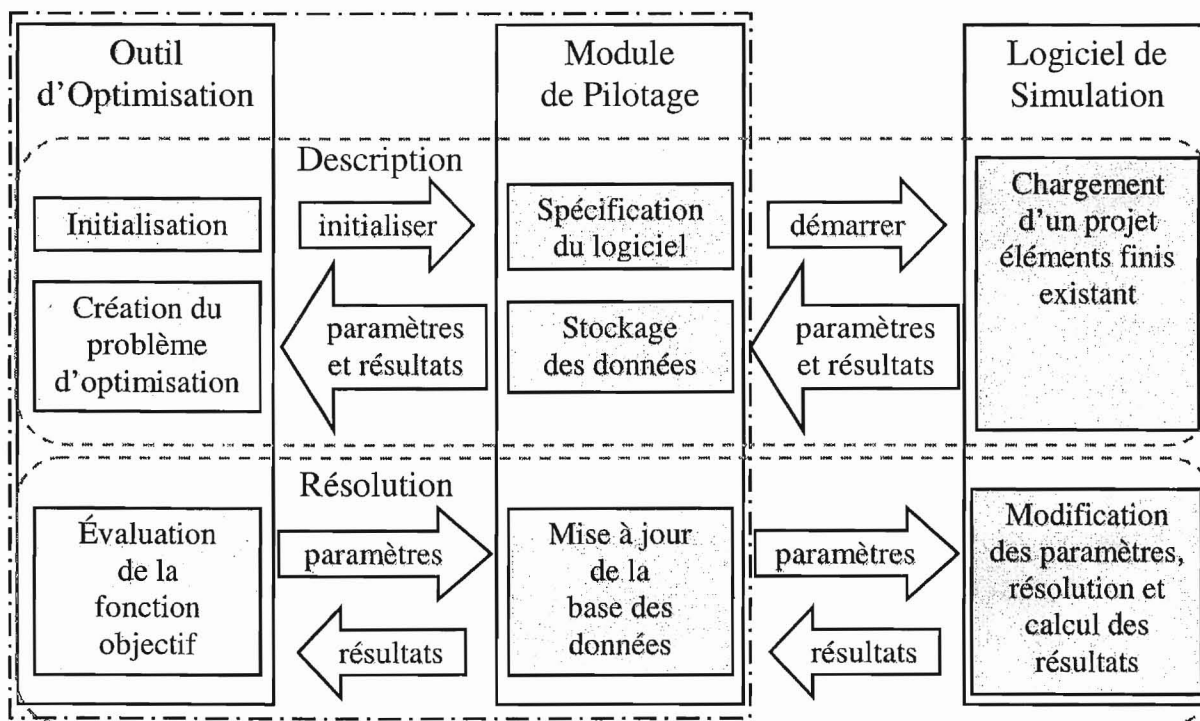 Outil
d'Optimisation
Module
de Pilotage
Logiciel de
Simulation
Description
Initialisation
initialiser
Spécification
du logiciel
démarrer
Chargement
d'un projet
éléments finis
existant
Création du
problème
d'optimisation
paramètres
et résultats
Stockage
des données
paramètres
et résultats
Résolution
Évaluation
de la
fonction
objectif
paramètres
résultats
Mise à jour
de la
base des
données
paramètres
résultats
Modification
des paramètres,
résolution et
calcul des
résultats